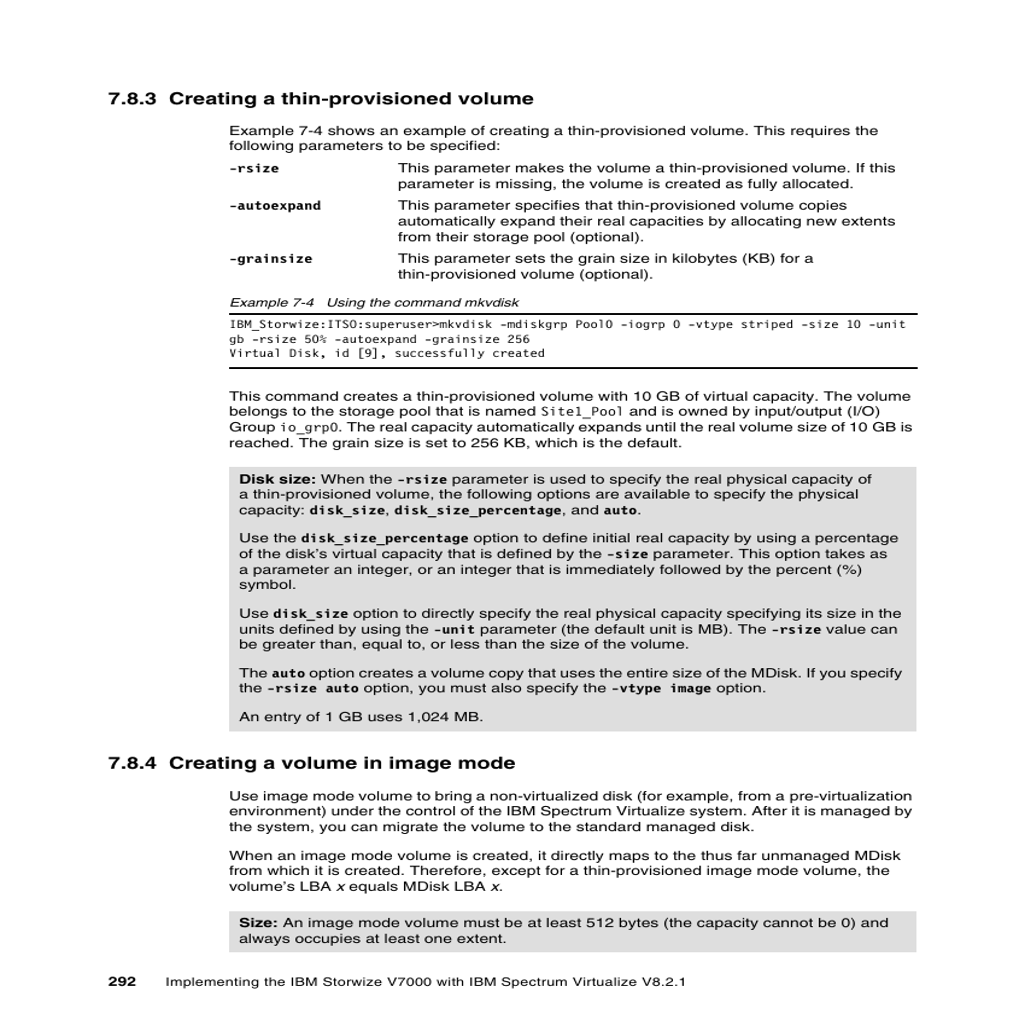 7.8.3 Creating a thin-provisioned volume
Example 7-4 shows an example of creating a thin-provisioned volume. This requires the
following parameters to be specified:
-rsize This parameter makes the volume a thin-provisioned volume. If this
parameter is missing, the volume is created as fully allocated.
-autoexpand This parameter specifies that thin-provisioned volume copies
automatically expand their real capacities by allocating new extents
from their storage pool (optional).
-grainsize This parameter sets the grain size in kilobytes (KB) for a
thin-provisioned volume (optional).
Example 7-4 Using the command mkvdisk
IBM_Storwize:ITSO:superuser>mkvdisk -mdiskgrp Pool0 -iogrp 0 -vtype striped -size 10 -unit
gb -rsize 50% -autoexpand -grainsize 256
Virtual Disk, id [9], successfully created
This command creates a thin-provisioned volume with 10 GB of virtual capacity. The volume
belongs to the storage pool that is named Site1_Pool and is owned by input/output (I/O)
Group io_grp0. The real capacity automatically expands until the real volume size of 10 GB is
reached. The grain size is set to 256 KB, which is the default.
Disk size: When the -rsize parameter is used to specify the real physical capacity of
a thin-provisioned volume, the following options are available to specify the physical
capacity: disk_size, disk_size_percentage, and auto.
Use the disk_size_percentage option to define initial real capacity by using a percentage
of the disk's virtual capacity that is defined by the -size parameter. This option takes as
a parameter an integer, or an integer that is immediately followed by the percent (%)
symbol.
Use disk_size option to directly specify the real physical capacity specifying its size in the
units defined by using the -unit parameter (the default unit is MB). The -rsize value can
be greater than, equal to, or less than the size of the volume.
The auto option creates a volume copy that uses the entire size of the MDisk. If you specify
the -rsize auto option, you must also specify the -vtype image option.
An entry of 1 GB uses 1,024 MB.
7.8.4 Creating a volume in image mode
Use image mode volume to bring a non-virtualized disk (for example, from a pre-virtualization
environment) under the control of the IBM Spectrum Virtualize system. After it is managed by
the system, you can migrate the volume to the standard managed disk.
When an image mode volume is created, it directly maps to the thus far unmanaged MDisk
from which it is created. Therefore, except for a thin-provisioned image mode volume, the
volume's LBA x equals MDisk LBA x.
Size: An image mode volume must be at least 512 bytes (the capacity cannot be 0) and
always occupies at least one extent.
292 Implementing the IBM Storwize V7000 with IBM Spectrum Virtualize V8.2.1